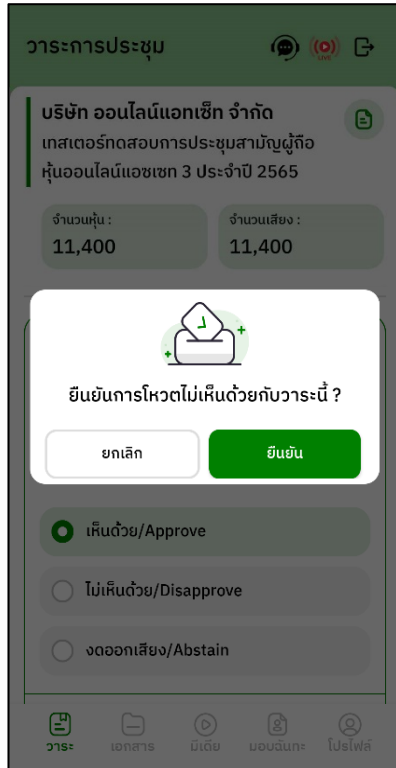 วาระการประชุม
LIVE
บริษัท ออนไลน์แอทเซ็ท จำกัด
เทสเตอร์ทดสอบการประชุมสามัญผู้ถือ
หุ้นออนไลน์แอซเซท 3 ประจำปี 2565
จำนวนหุ้น :
จำนวนเสียง :
11,400
11,400
ยืนยันการโหวตไม่เห็นด้วยกับวาระนี้ ?
ยกเลิก
ยืนยัน
เห็นด้วย/Approve
ไม่เห็นด้วย/Disapprove
งดออกเสียง/Abstain
วาระ
เอกสาร
มีเดีย
มอบฉันทะ
โปรไฟล์